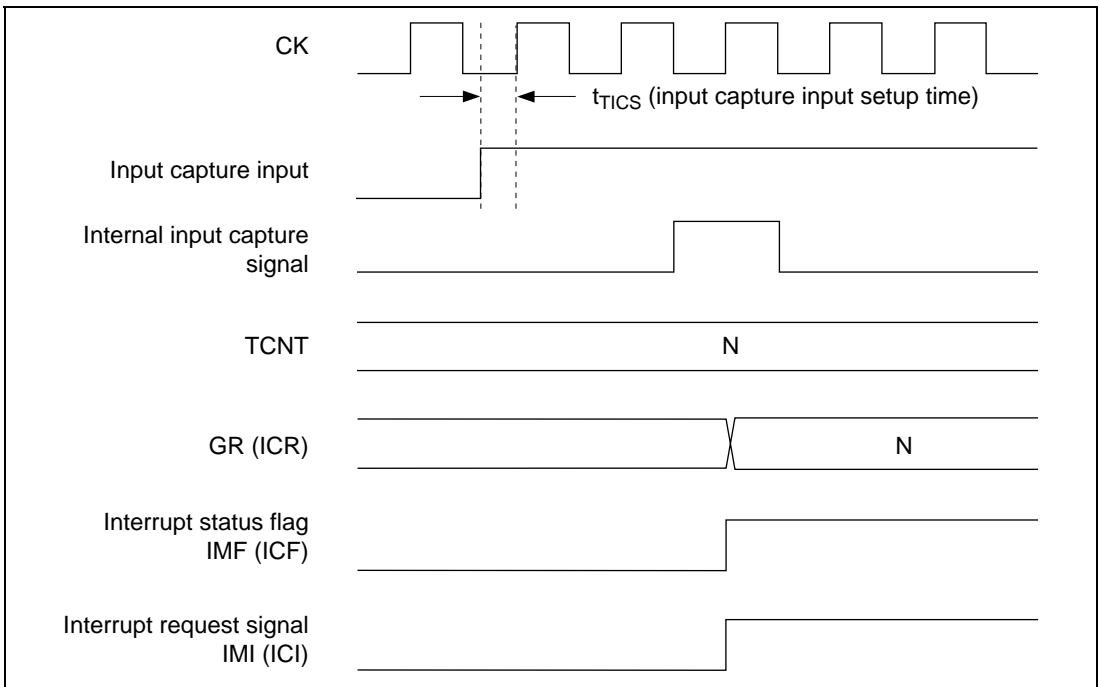 CK
tTICS (input capture input setup time)
Input capture input
Internal input capture
signal
TCNT
N
GR (ICR)
N
Interrupt status flag
IMF (ICF)
Interrupt request signal
IMI (ICI)